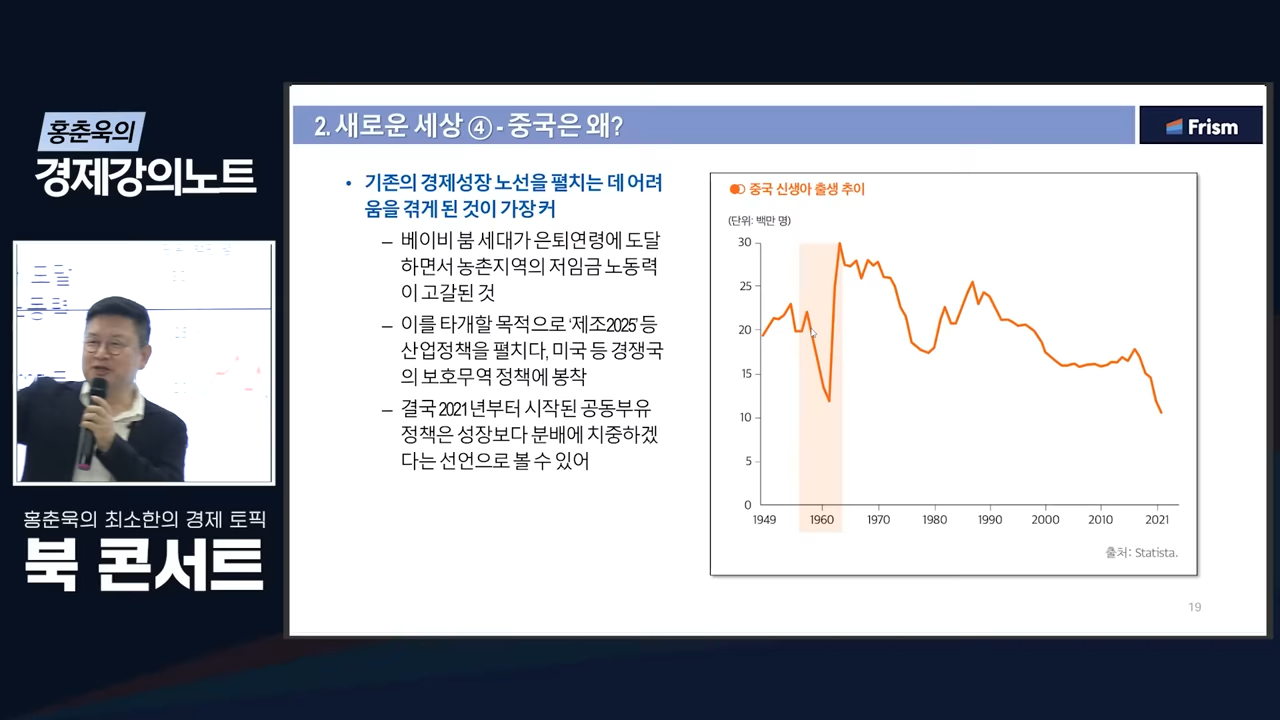 홍춘욱의
경제강의노트
홍춘욱의 최소한의 경제 토픽
북 콘서트
2. 새로운 세상 ④ - 중국은 왜?
Frism
• 기존의 경제성장 노선을 펼치는 데 어려
움을 겪게 된 것이 가장 커
– 베이비 붐 세대가 은퇴연령에 도달
하면서 농촌지역의 저임금 노동력
이 고갈된 것
– 이를 타개할 목적으로 '제조2025' 등
산업정책을 펼치다, 미국 등 경쟁국
의 보호무역 정책에 봉착
– 결국 2021년부터 시작된 공동부유
정책은 성장보다 분배에 치중하겠
다는 선언으로 볼 수 있어
중국 신생아 출생 추이
(단위: 백만 명)
30
25
20
15
10
5
0
1949 1960 1970 1980 1990 2000 2010 2021
출처: Statista.
19